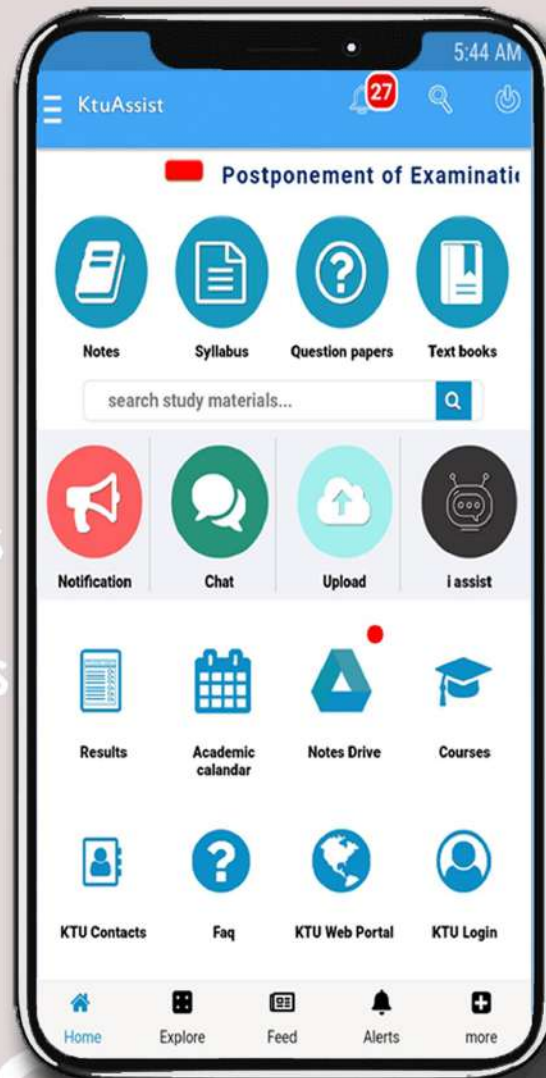 5:44 AM
KtuAssist
27
Postponement of Examinatio
Notes Syllabus Question papers Text books
search study materials...
Notification Chat Upload i assist
Results Academic calandar Notes Drive Courses
KTU Contacts Faq KTU Web Portal KTU Login
Home Explore Feed Alerts more